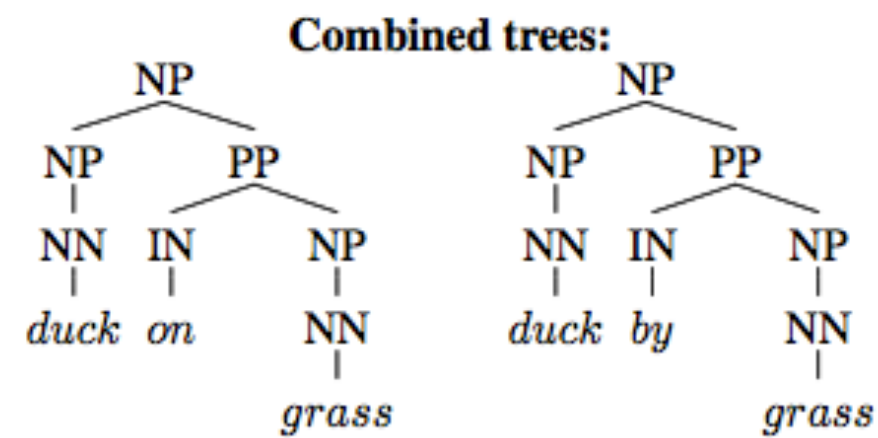 Combined trees:
NP NP
NP PP NP PP
NN IN NP NN IN NP
duck on NN duck by NN
grass grass